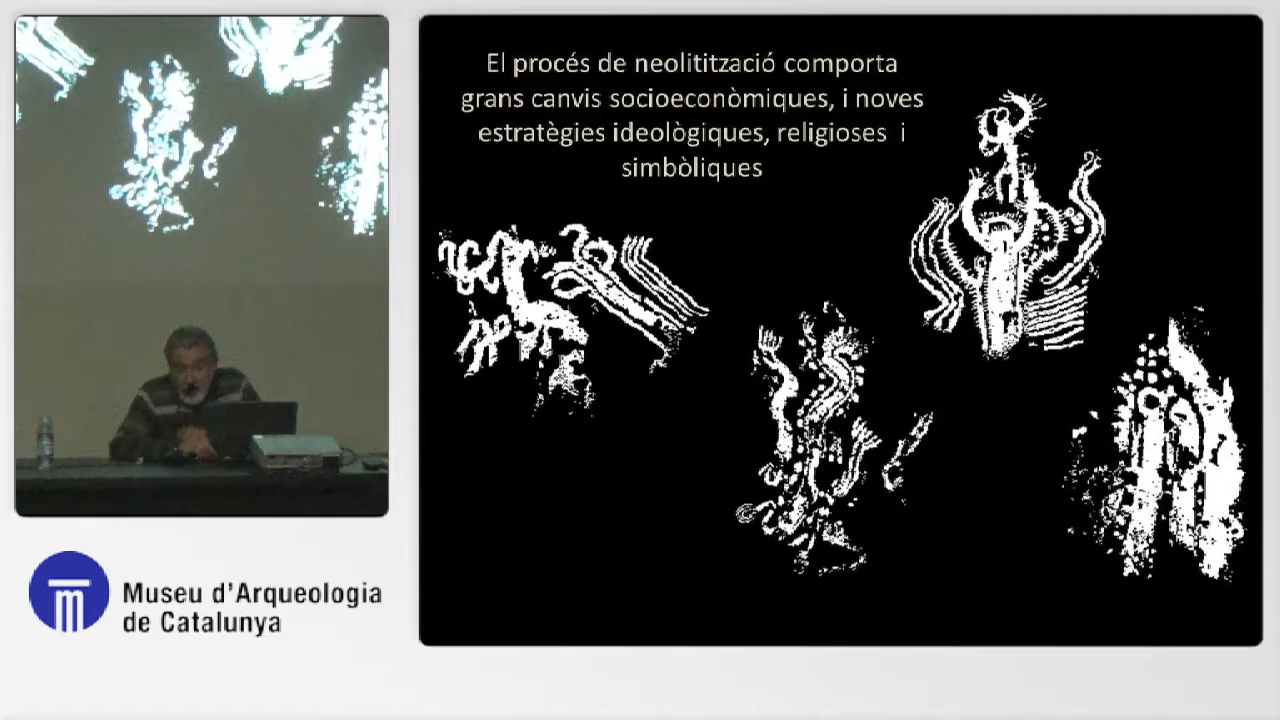 El procés de neolitització comporta
grans canvis socioeconòmiques, i noves
estratègies ideològiques, religioses i
simbòliques
Museu d'Arqueologia
de Catalunya